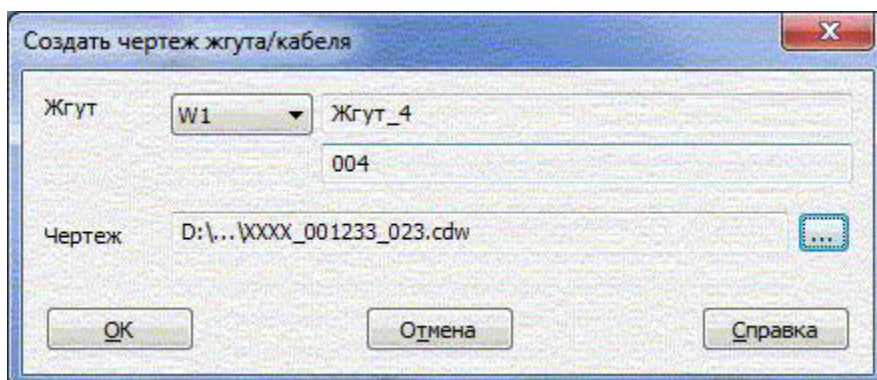 Создать чертеж жгута/кабеля
Жгут W1 Жгут_4
004
Чертеж D:\...\XXXX_001233_023.cdw ...
OK Отмена Справка